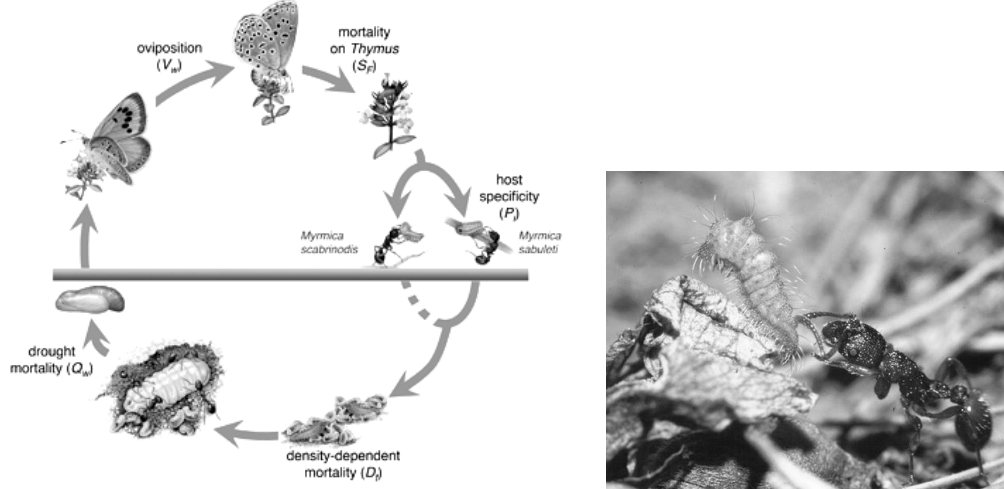 oviposition
(Vw)
mortality
on Thymus
(SF)
host
specificity
(Pi)
Myrmica
scabrinodis
Myrmica
sabuleti
drought
mortality (Qw)
density-dependent
mortality (Dt)